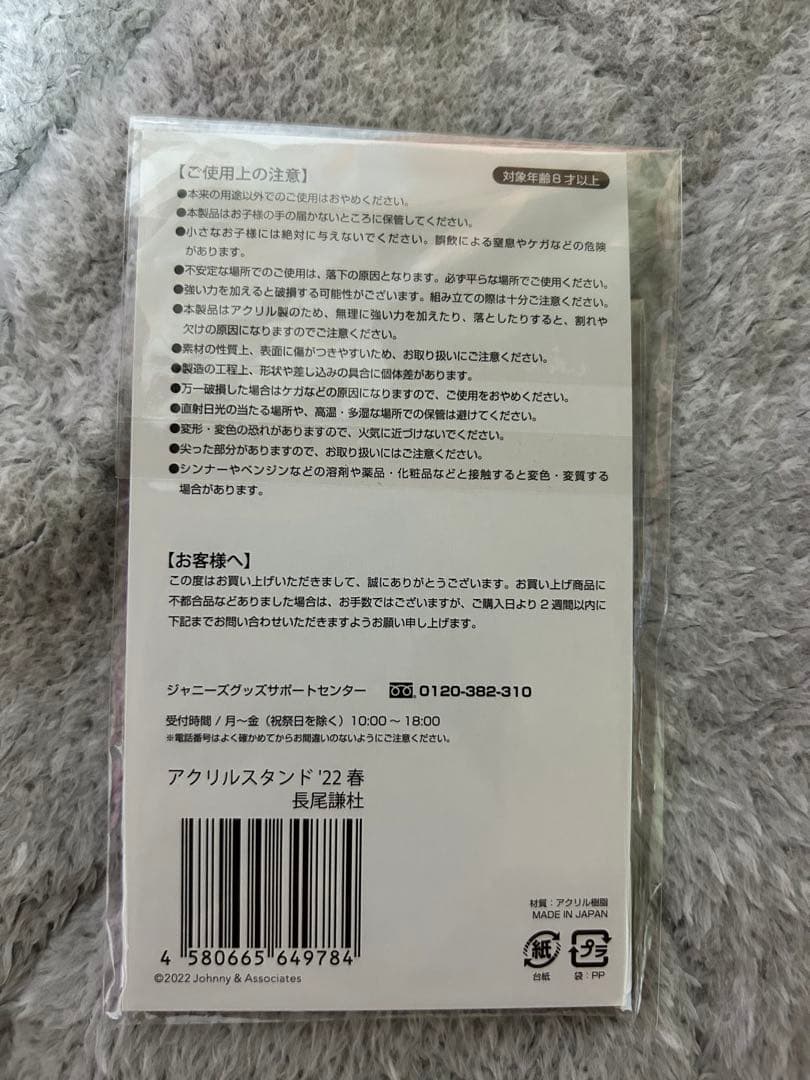 【ご使用上の注意】
対象年齢8才以上
●本来の用途以外でのご使用はおやめください。
●本製品はお子様の手の届かないところに保管してください。
●小さなお子様には絶対に与えないでください。誤飲による窒息やケガなどの危険
があります。
●不安定な場所でのご使用は、落下の原因となります。必ず平らな場所でご使用ください。
●強い力を加えると破損する可能性がございます。組み立ての際は十分ご注意ください。
●本製品はアクリル製のため、無理に強い力を加えたり、落としたりすると、割れや
欠けの原因になりますのでご注意ください。
●素材の性質上、表面に傷がつきやすいため、お取り扱いにご注意ください。
●製造の工程上、形状や差し込みの具合に個体差があります。
●万一破損した場合はケガなどの原因になりますので、ご使用をおやめください。
●直射日光の当たる場所や、高温・多湿な場所での保管は避けてください。
●変形・変色の恐れがありますので、火気に近づけないでください。
●尖った部分がありますので、お取り扱いにはご注意ください。
●シンナーやベンジンなどの溶剤や薬品・化粧品などと接触すると変色・変質する
場合があります。
【お客様へ】
この度はお買い上げいただきまして、誠にありがとうございます。お買い上げ商品に
不都合品などありました場合は、お手数ではございますが、ご購入日より2週間以内に
下記までお問い合わせいただきますようお願い申し上げます。
ジャニーズグッズサポートセンター 0120-382-310
受付時間 / 月〜金（祝祭日を除く）10:00 〜 18:00
※電話番号はよく確かめてからお間違いのないようにご注意ください。
アクリルスタンド '22 春
長尾謙杜
4 580665 649784
©2022 Johnny & Associates
材質：アクリル樹脂
MADE IN JAPAN
紙
台紙
プラ
袋：PP